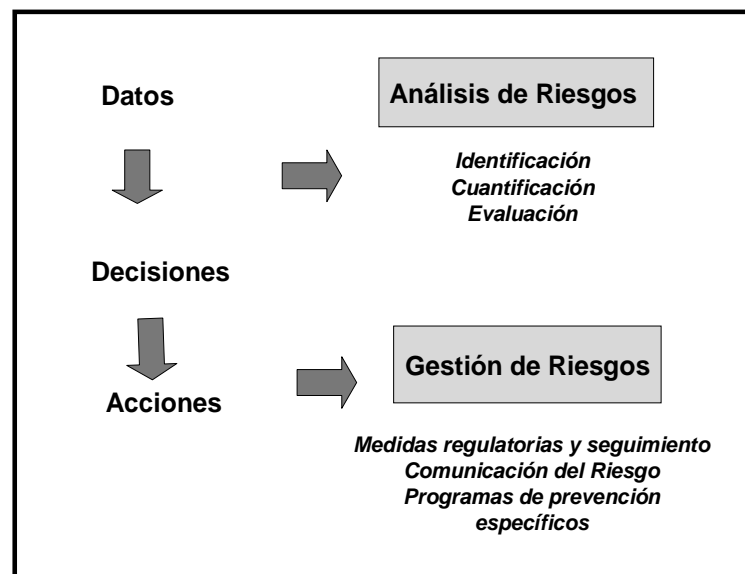 Datos
Análisis de Riesgos
Identificación
Cuantificación
Evaluación
Decisiones
Gestión de Riesgos
Acciones
Medidas regulatorias y seguimiento
Comunicación del Riesgo
Programas de prevención
específicos